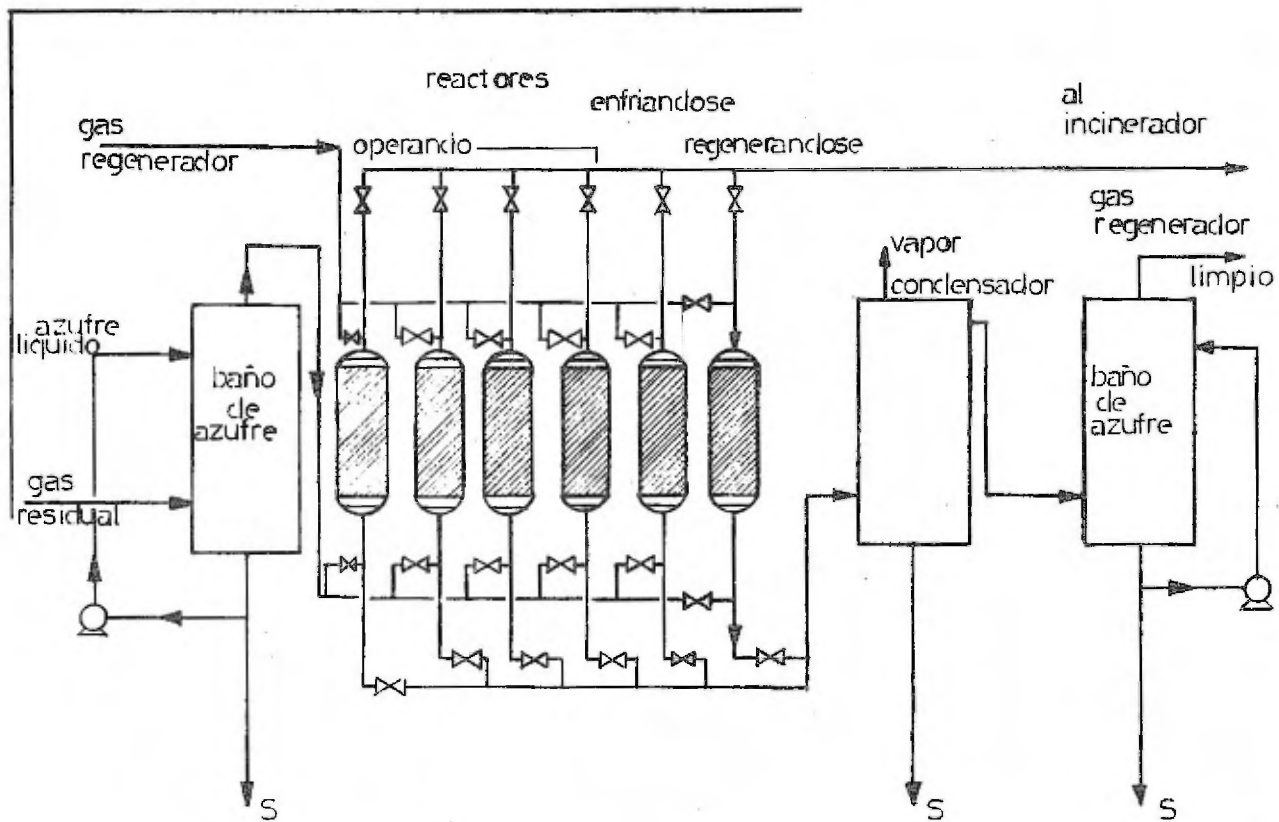 reactores
enfriandose
al
incinerador
gas
regenerador
operando
regenerandose
gas
regenerador
limpio
vapor
condensador
azufre
liquido
baño
de
azufre
baño
de
azufre
gas
residual
S
S
S